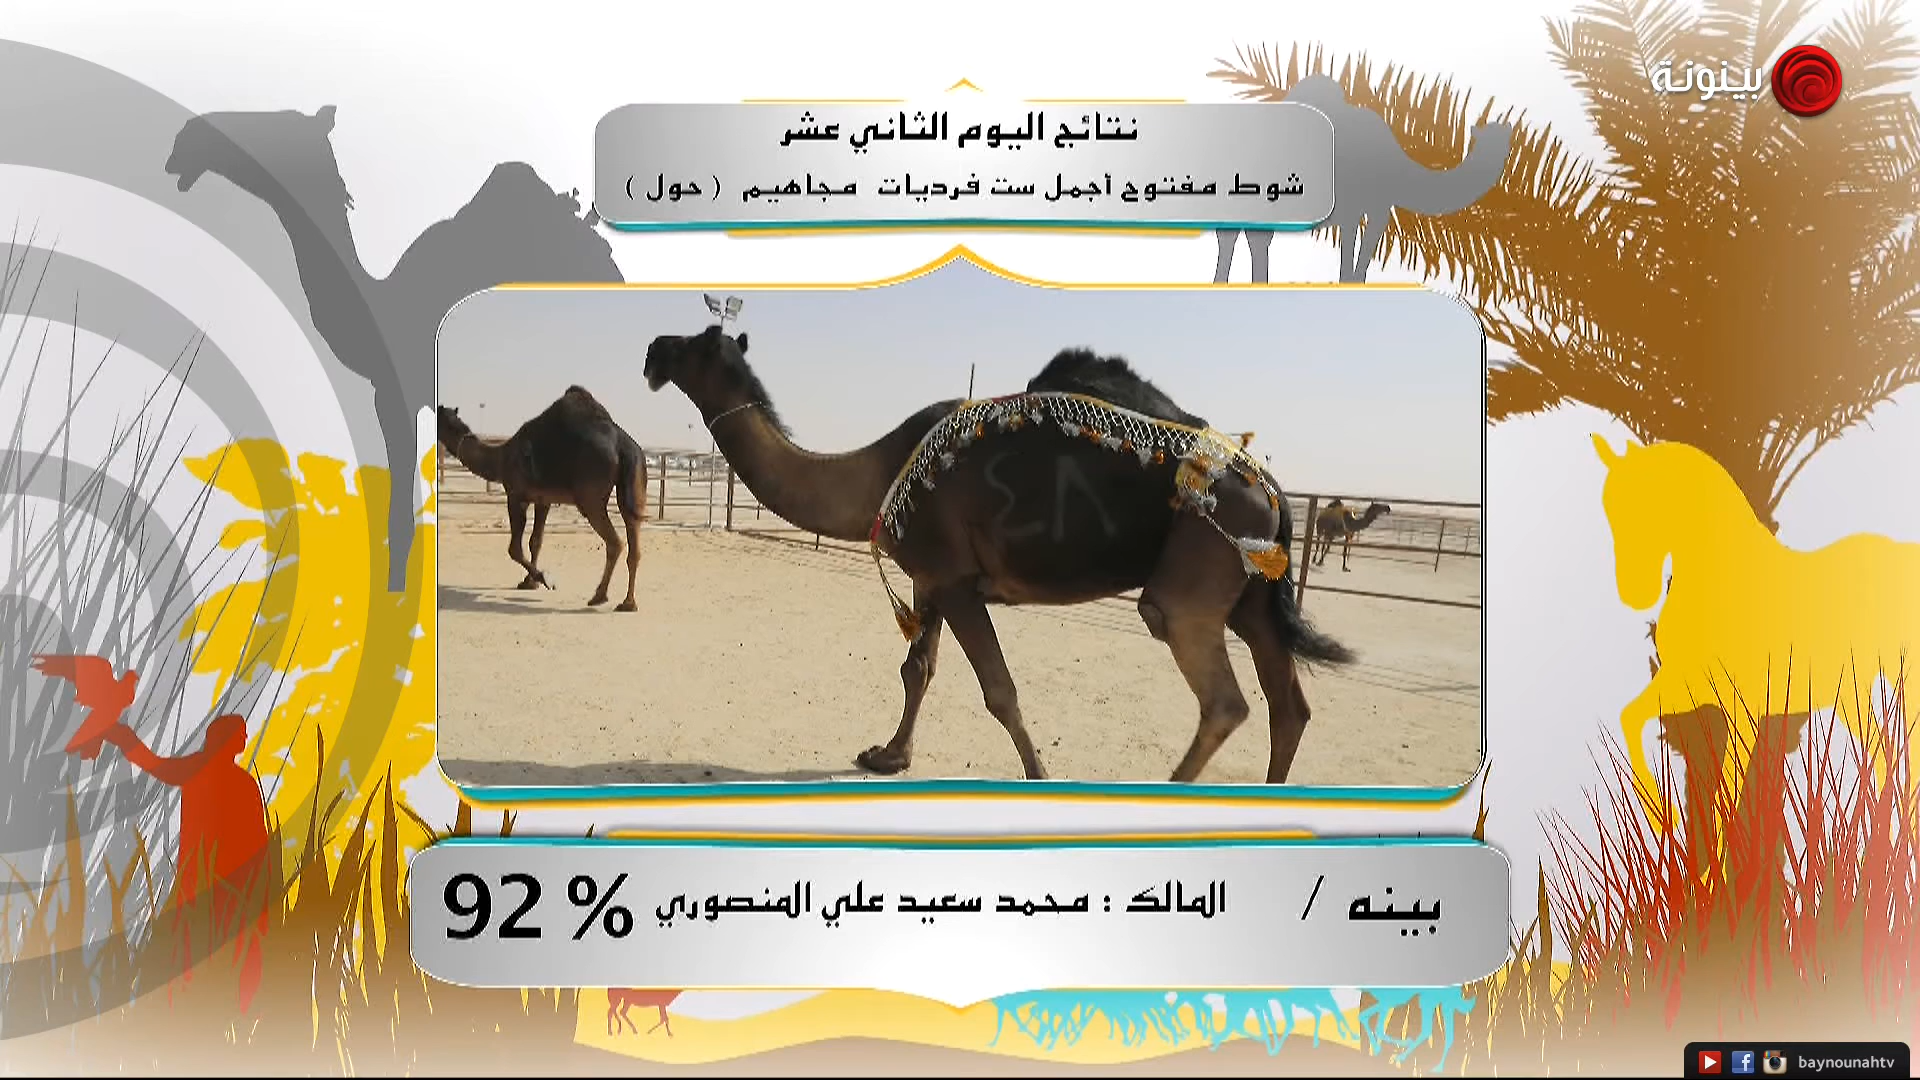 بينونة
نتائج اليوم الثاني عشر
شوط مفتوح أجمل ست فرديات مجاهيم ( حول )
٤٨
بينه / المالك : محمد سعيد علي المنصوري 92 %
baynounahtv